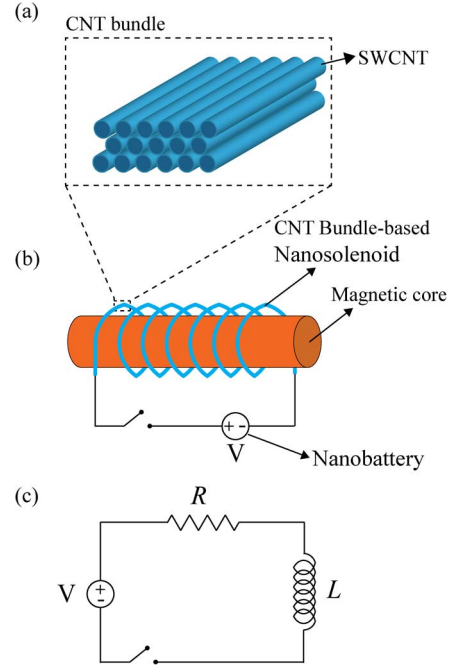 (a)
CNT bundle
SWCNT
(b)
CNT Bundle-based
Nanosolenoid
Magnetic core
+ -
V
Nanobattery
(c)
R
V
+
-
L